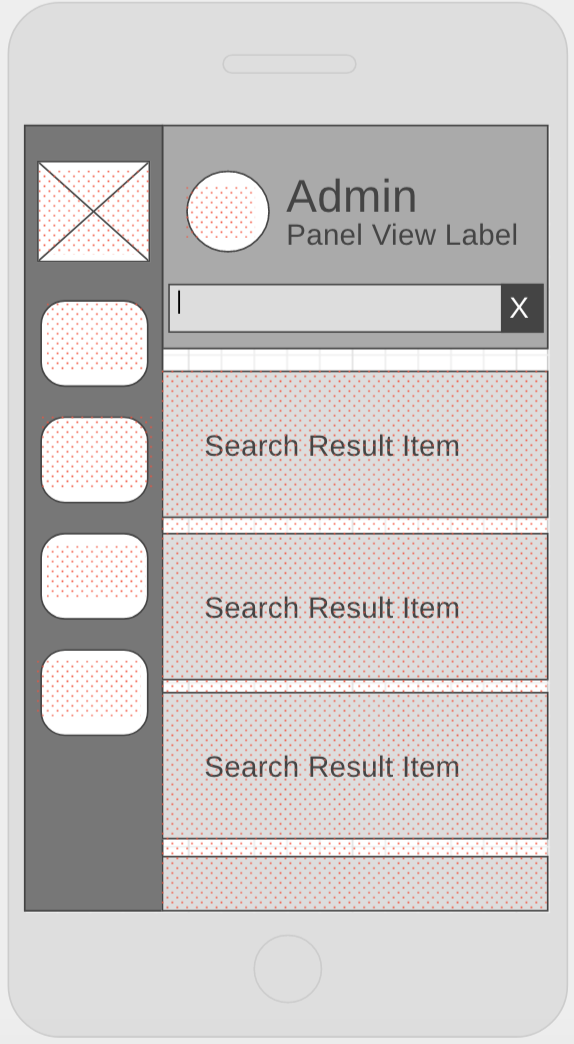 Admin
Panel View Label
X
Search Result Item
Search Result Item
Search Result Item